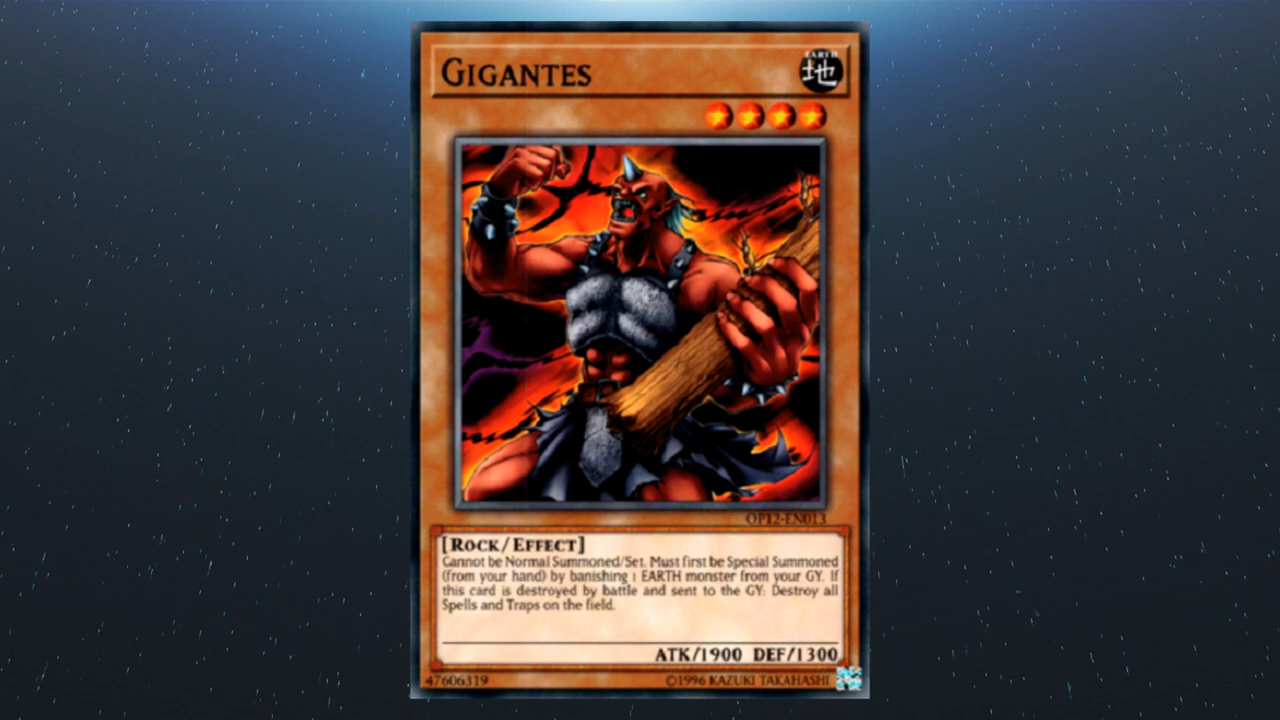 GIGANTES
EARTH
地
OP12-EN013
[ROCK/EFFECT]
Cannot be Normal Summoned/Set. Must first be Special Summoned
(from your hand) by banishing 1 EARTH monster from your GY. If
this card is destroyed by battle and sent to the GY: Destroy all
Spells and Traps on the field.
ATK/1900 DEF/1300
47606319
©1996 KAZUKI TAKAHASHI